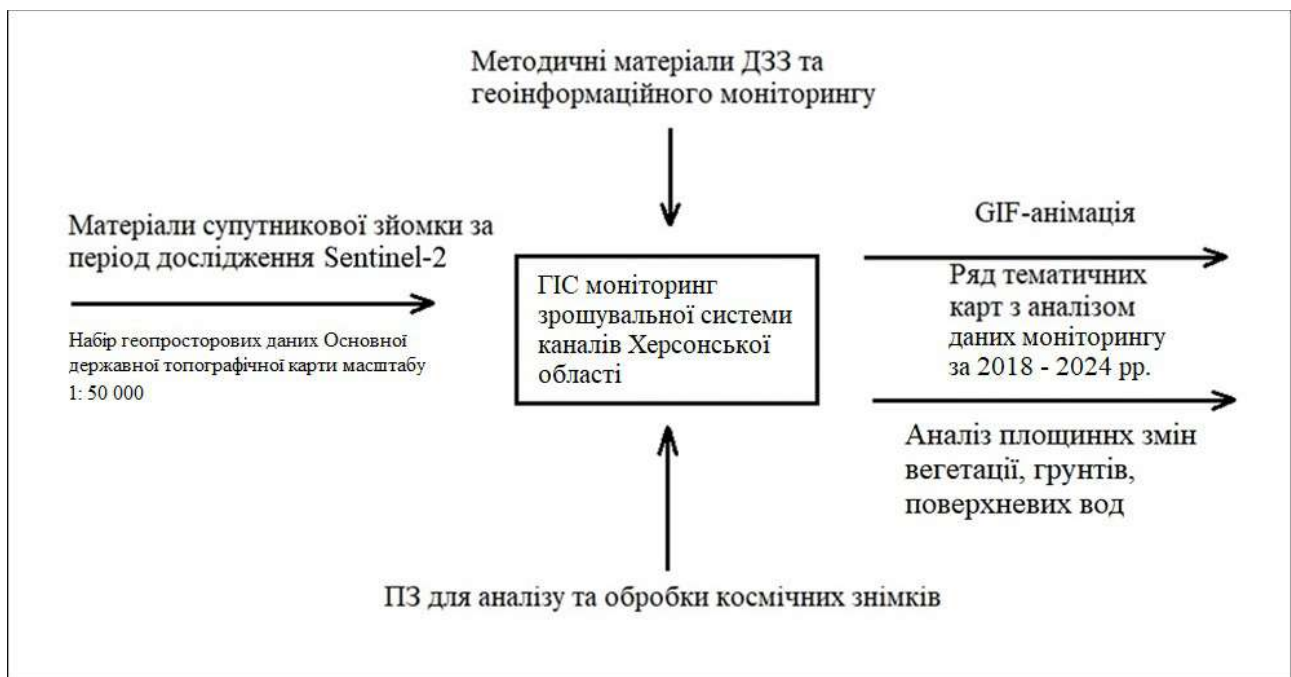 Методичні матеріали ДЗЗ та
геоінформаційного моніторингу
Матеріали супутникової зйомки за
період дослідження Sentinel-2
Набір геопросторових даних Основної
державної топографічної карти масштабу
1: 50 000
ГІС моніторинг
зрошувальної системи
каналів Херсонської
області
GIF-анімація
Ряд тематичних
карт з аналізом
даних моніторингу
за 2018 - 2024 рр.
Аналіз площинних змін
вегетації, грунтів,
поверхневих вод
ПЗ для аналізу та обробки космічних знімків